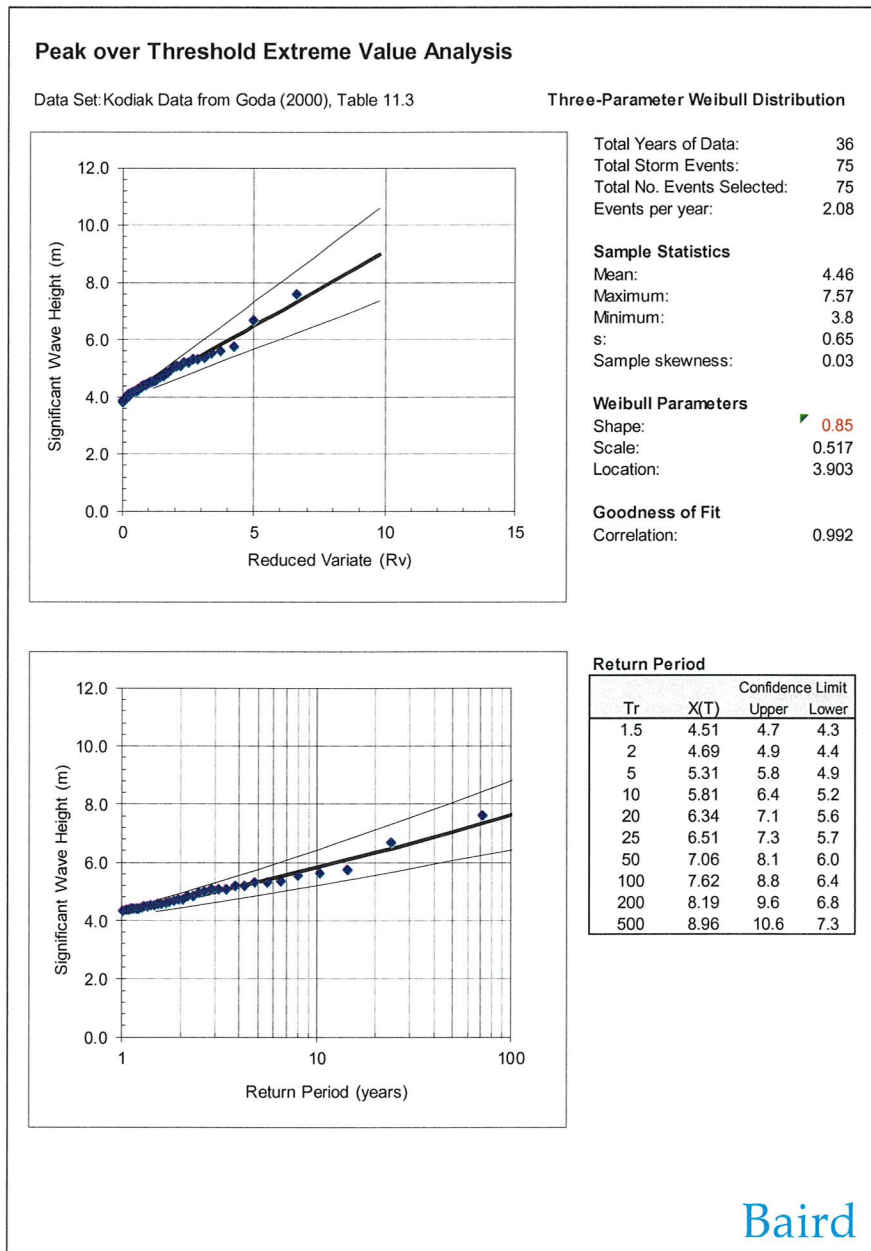 Peak over Threshold Extreme Value Analysis
Data Set: Kodiak Data from Goda (2000), Table 11.3
Three-Parameter Weibull Distribution
12.0
10.0
8.0
6.0
4.0
2.0
0.0
Significant Wave Height (m)
0 5 10 15
Reduced Variate (Rv)
Total Years of Data: 36
Total Storm Events: 75
Total No. Events Selected: 75
Events per year: 2.08
Sample Statistics
Mean: 4.46
Maximum: 7.57
Minimum: 3.8
s: 0.65
Sample skewness: 0.03
Weibull Parameters
Shape: 0.85
Scale: 0.517
Location: 3.903
Goodness of Fit
Correlation: 0.992
12.0
10.0
8.0
6.0
4.0
2.0
0.0
Significant Wave Height (m)
1 10 100
Return Period (years)
Return Period
Confidence Limit
Tr X(T) Upper Lower
1.5 4.51 4.7 4.3
2 4.69 4.9 4.4
5 5.31 5.8 4.9
10 5.81 6.4 5.2
20 6.34 7.1 5.6
25 6.51 7.3 5.7
50 7.06 8.1 6.0
100 7.62 8.8 6.4
200 8.19 9.6 6.8
500 8.96 10.6 7.3
Baird